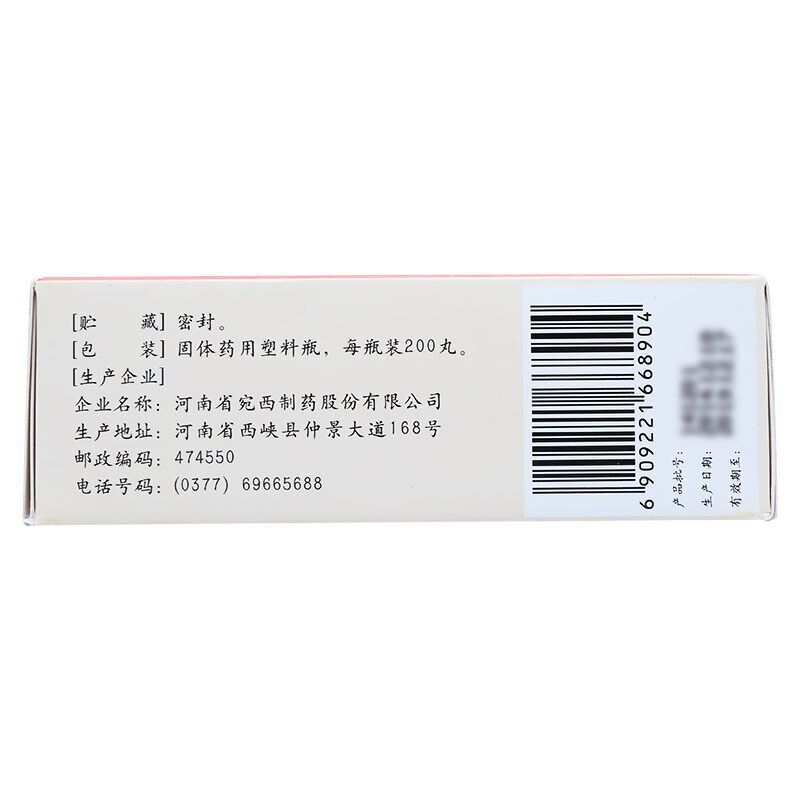 [贮 藏] 密封。
[包 装] 固体药用塑料瓶，每瓶装200丸。
[生产企业]
企业名称：河南省宛西制药股份有限公司
生产地址：河南省西峡县仲景大道168号
邮政编码：474550
电话号码：(0377) 69665688
6 909221 668904
产品批号：
生产日期：
有效期至：